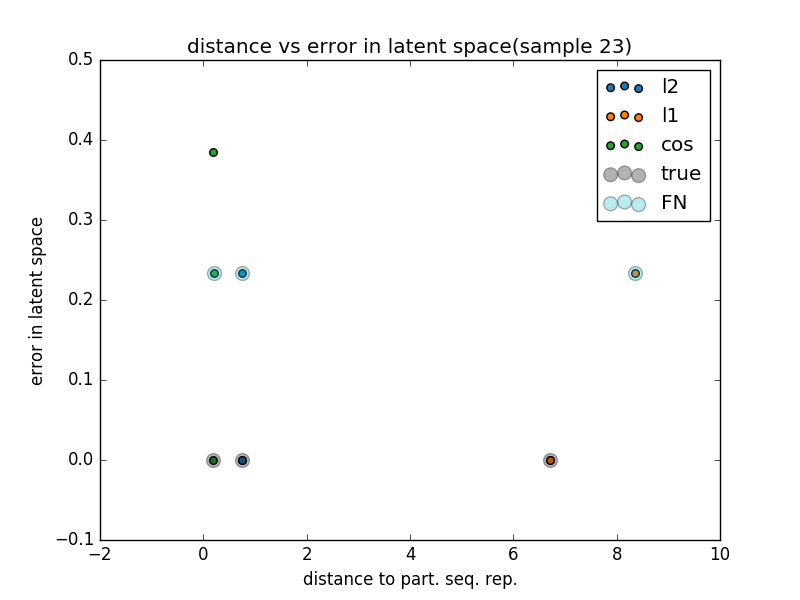 distance vs error in latent space(sample 23)
0.5
0.4
0.3
0.2
0.1
0.0
−0.1
error in latent space
l2
l1
cos
true
FN
−2 0 2 4 6 8 10
distance to part. seq. rep.